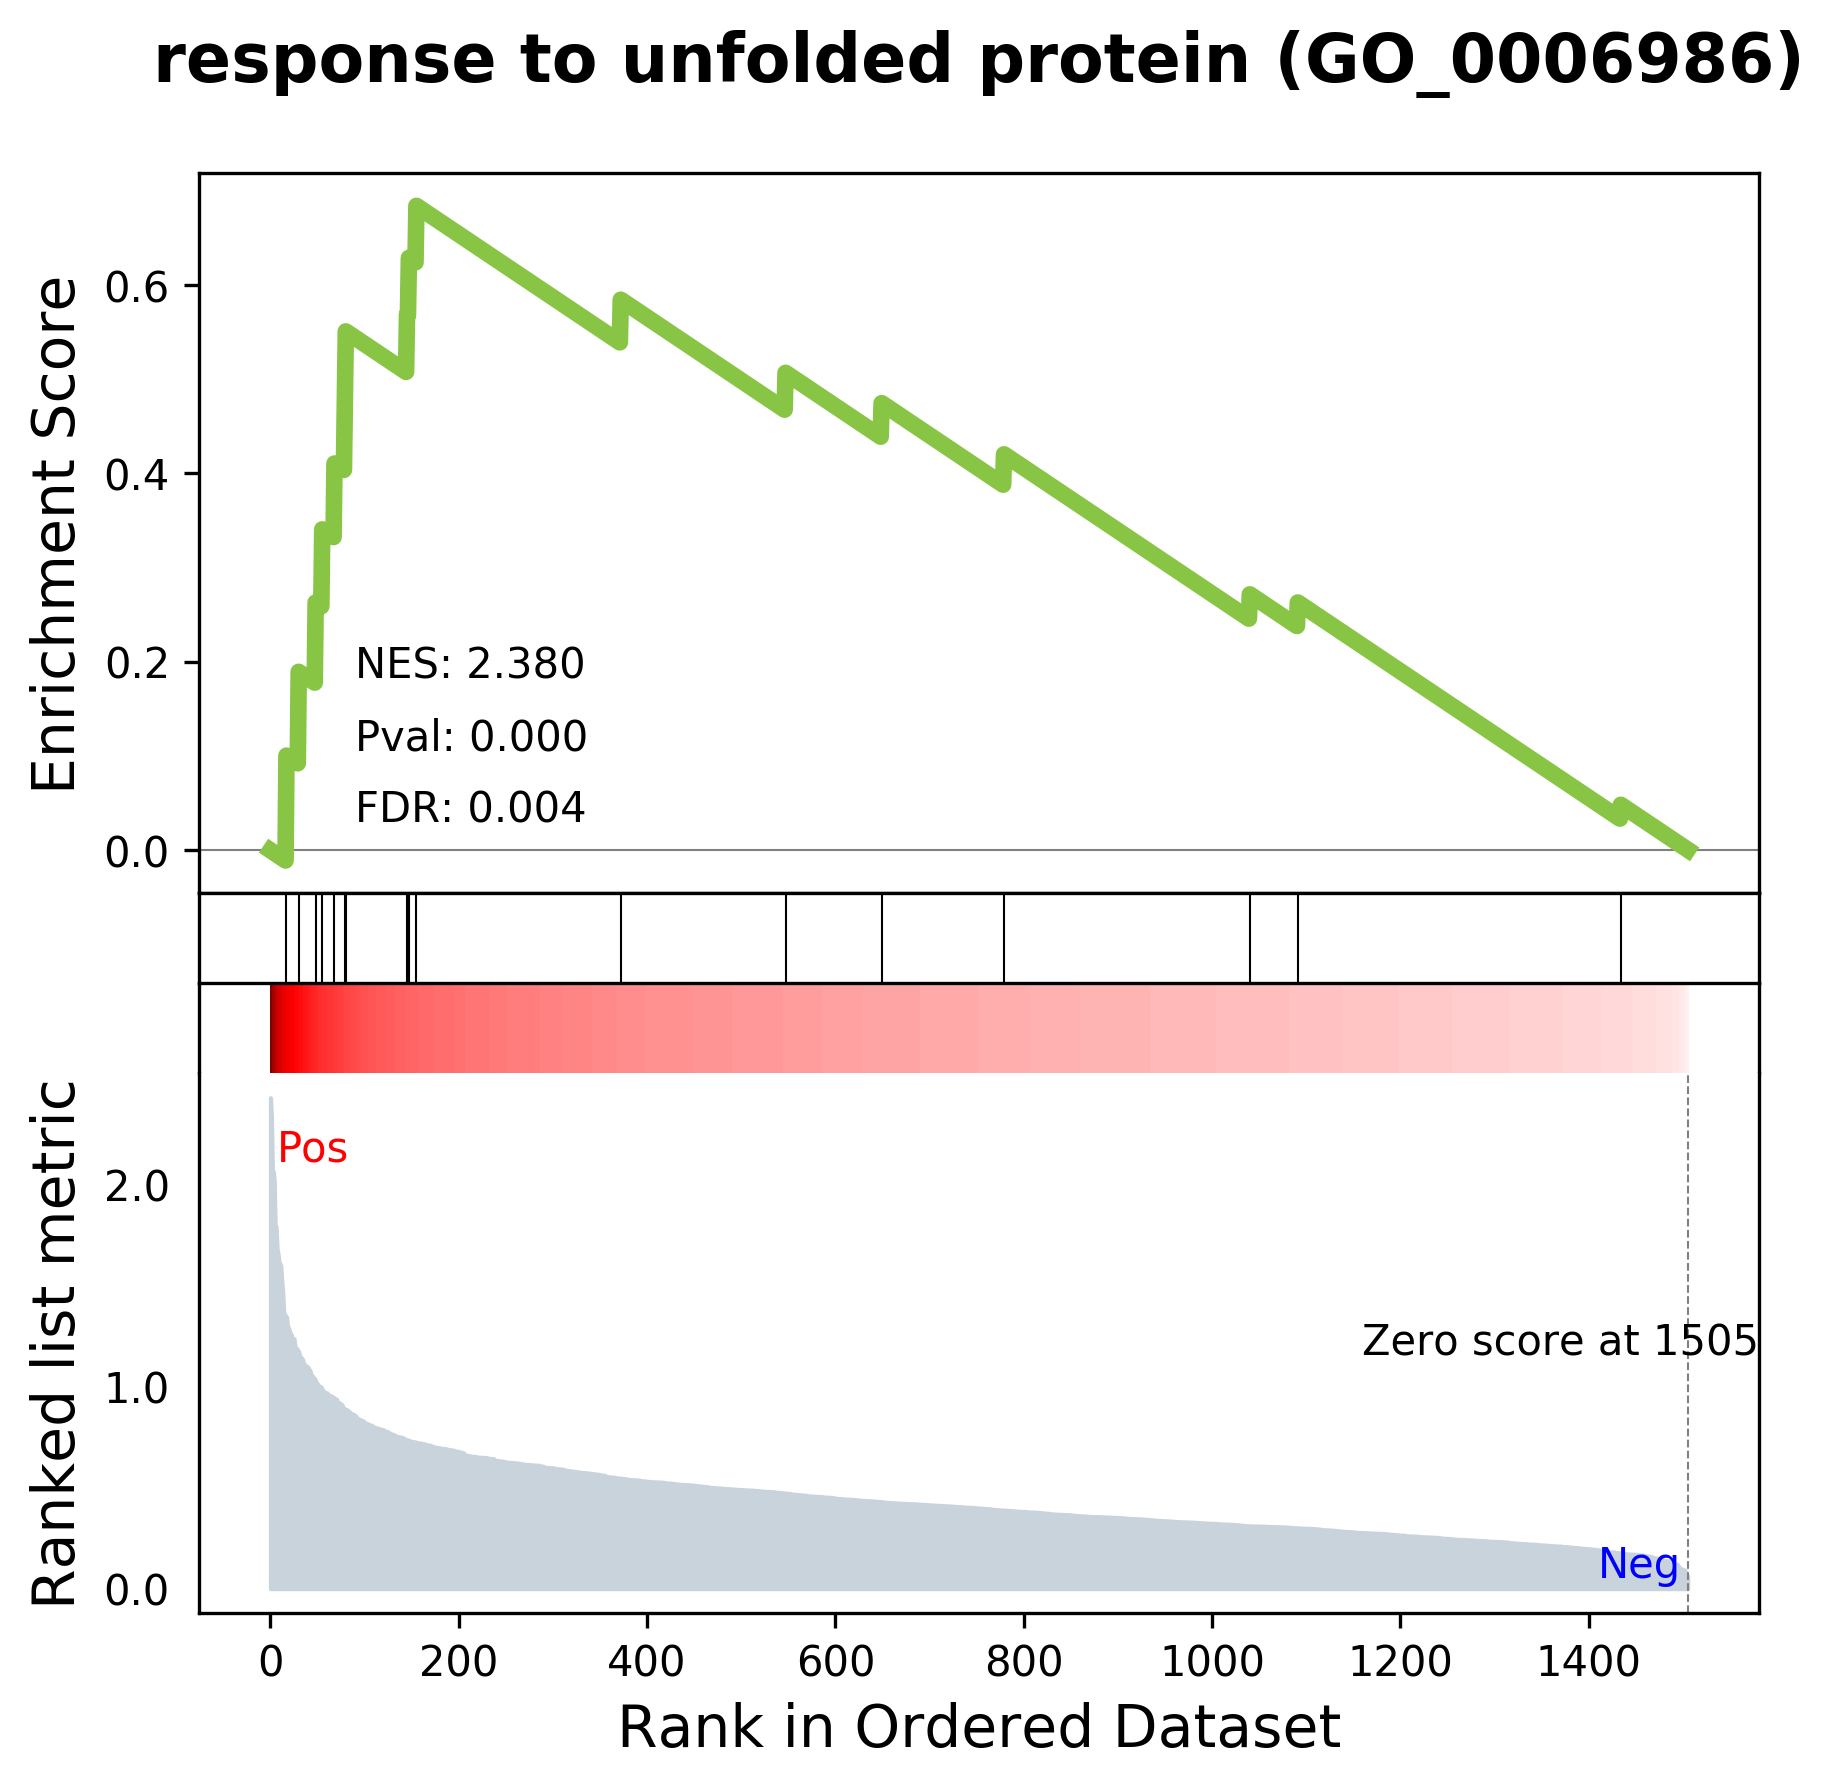 response to unfolded protein (GO_0006986)
Enrichment Score
0.6
0.4
0.2
0.0
NES: 2.380
Pval: 0.000
FDR: 0.004
Ranked list metric
2.0
1.0
0.0
Pos
Zero score at 1505
Neg
0 200 400 600 800 1000 1200 1400
Rank in Ordered Dataset